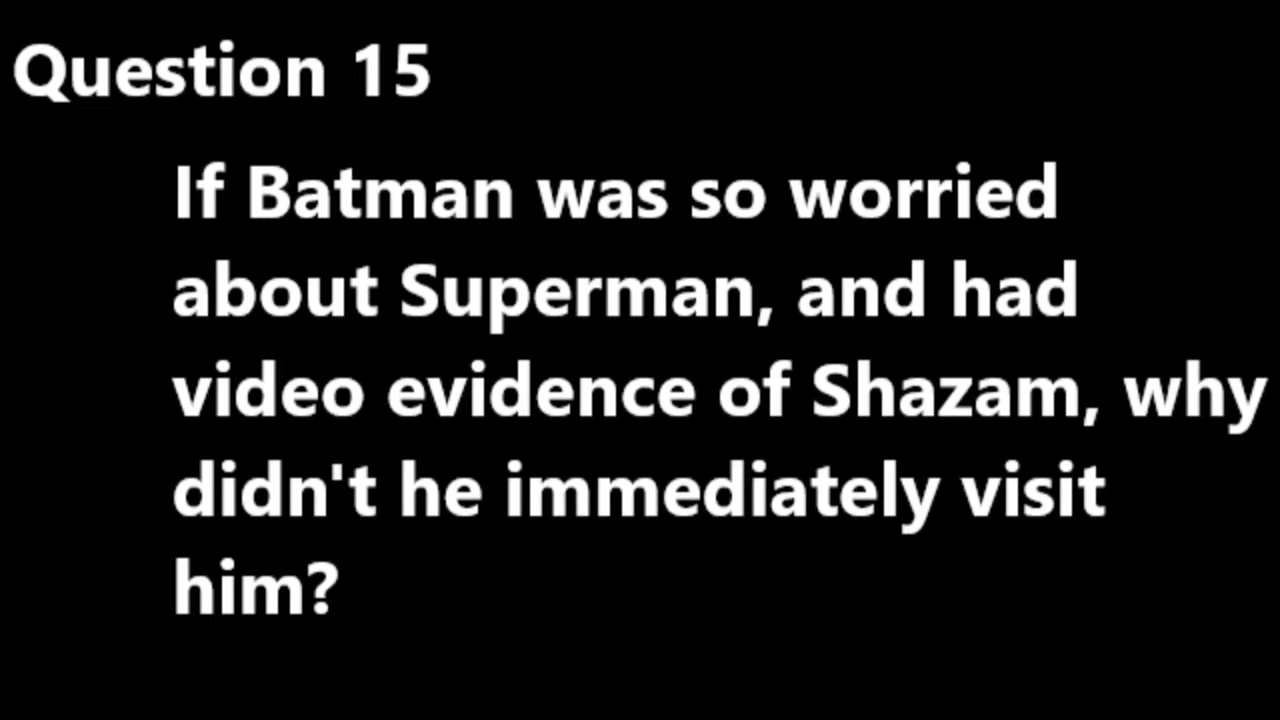 Question 15
If Batman was so worried
about Superman, and had
video evidence of Shazam, why
didn't he immediately visit
him?